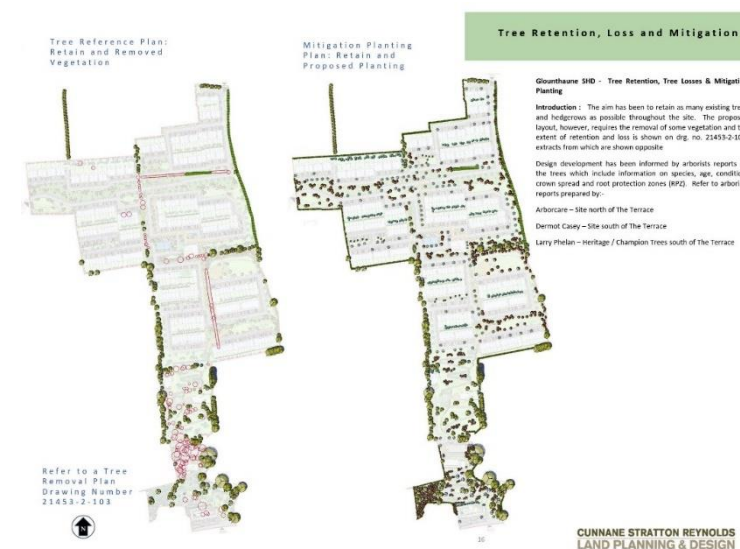 Tree Reference Plan:
Retain and Removed
Vegetation
Mitigation Planting
Plan: Retain and
Proposed Planting
Tree Retention, Loss and Mitigation
Glounthaune SHD - Tree Retention, Tree Losses & Mitigati
Planting
Introduction : The aim has been to retain as many existing tre
and hedgerows as possible throughout the site. The propos
layout, however, requires the removal of some vegetation and t
extent of retention and loss is shown on drg. no. 21453-2-10
extracts from which are shown opposite
Design development has been informed by arborists reports
the trees which include information on species, age, conditio
crown spread and root protection zones (RPZ). Refer to arbori
reports prepared by:-
Arborcare – Site north of The Terrace
Dermot Casey – Site south of The Terrace
Larry Phelan – Heritage / Champion Trees south of The Terrace
Refer to a Tree
Removal Plan
Drawing Number
21453-2-103
N
16
CUNNANE STRATTON REYNOLDS
LAND PLANNING & DESIGN